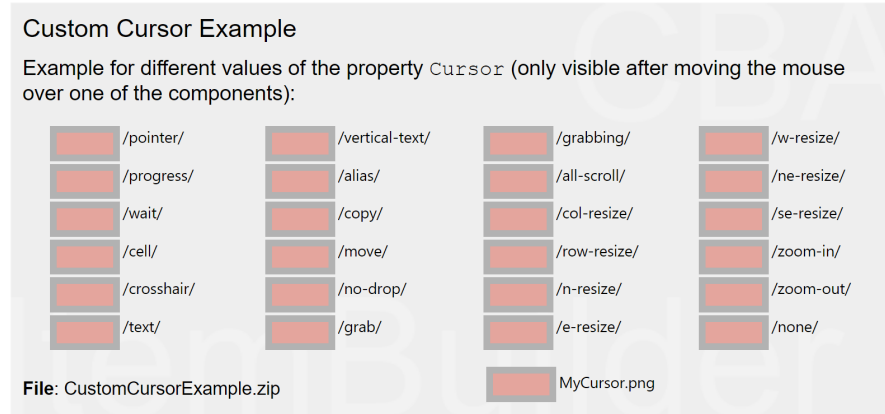 Custom Cursor Example
Example for different values of the property Cursor (only visible after moving the mouse
over one of the components):
/pointer/ /vertical-text/ /grabbing/ /w-resize/
/progress/ /alias/ /all-scroll/ /ne-resize/
/wait/ /copy/ /col-resize/ /se-resize/
/cell/ /move/ /row-resize/ /zoom-in/
/crosshair/ /no-drop/ /n-resize/ /zoom-out/
/text/ /grab/ /e-resize/ /none/
File: CustomCursorExample.zip MyCursor.png
CBA
ItemBuilder